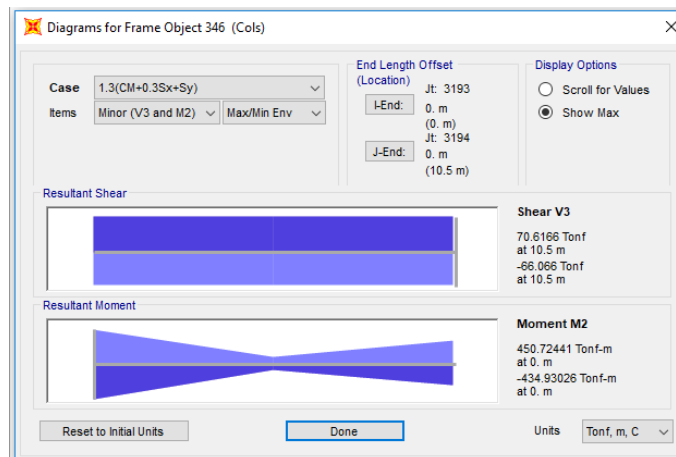 Diagrams for Frame Object 346 (Cols)
Case 1.3(CM+0.3Sx+Sy)
Items Minor (V3 and M2) Max/Min Env
End Length Offset
(Location)
Jt: 3193
I-End: 0. m
(0. m)
Jt: 3194
J-End: 0. m
(10.5 m)
Display Options
Scroll for Values
Show Max
Resultant Shear
Shear V3
70.6166 Tonf
at 10.5 m
-66.066 Tonf
at 10.5 m
Resultant Moment
Moment M2
450.72441 Tonf-m
at 0. m
-434.93026 Tonf-m
at 0. m
Reset to Initial Units
Done
Units Tonf, m, C